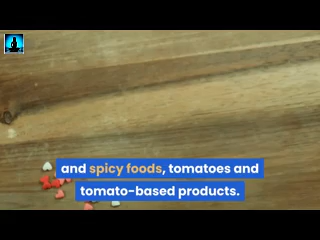 and spicy foods, tomatoes and
tomato-based products.